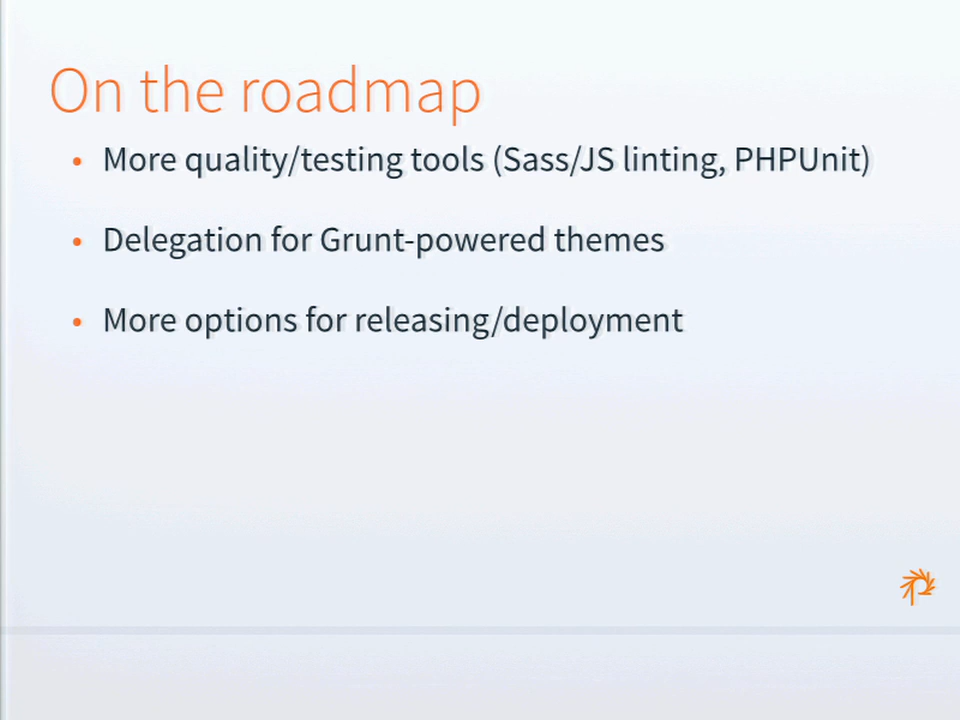 On the roadmap
• More quality/testing tools (Sass/JS linting, PHPUnit)
• Delegation for Grunt-powered themes
• More options for releasing/deployment